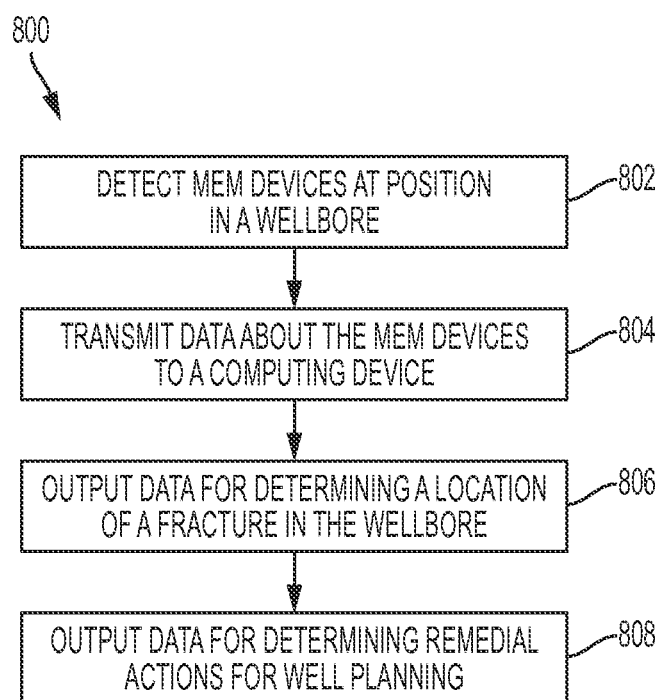 800
DETECT MEM DEVICES AT POSITION
IN A WELLBORE
802
TRANSMIT DATA ABOUT THE MEM DEVICES
TO A COMPUTING DEVICE
804
OUTPUT DATA FOR DETERMINING A LOCATION
OF A FRACTURE IN THE WELLBORE
806
OUTPUT DATA FOR DETERMINING REMEDIAL
ACTIONS FOR WELL PLANNING
808